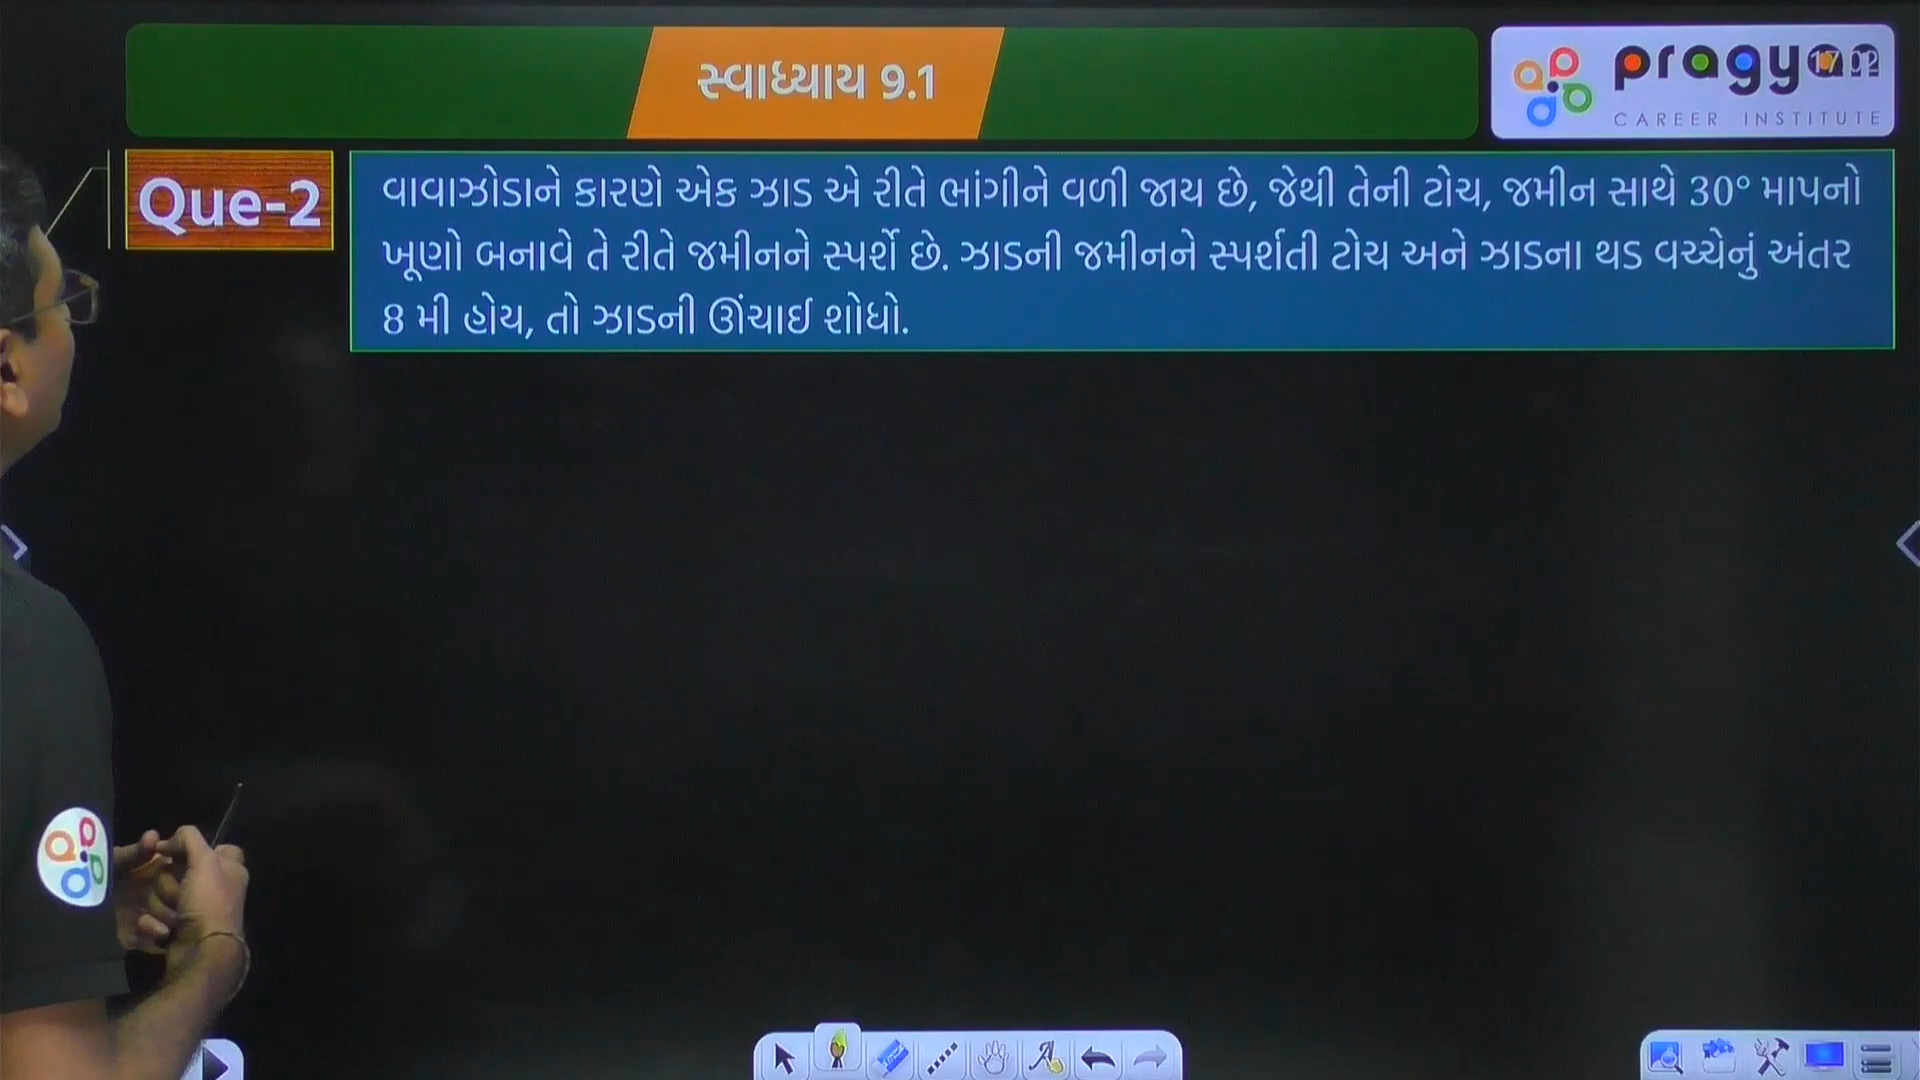 સ્વાધ્યાય 9.1
pragyan
CAREER INSTITUTE
Que-2
વાવાઝોડાને કારણે એક ઝાડ એ રીતે ભાંગીને વળી જાય છે, જેથી તેની ટોચ, જમીન સાથે 30° માપનો
ખૂણો બનાવે તે રીતે જમીનને સ્પર્શે છે. ઝાડની જમીનને સ્પર્શતી ટોચ અને ઝાડના થડ વચ્ચેનું અંતર
8 મી હોય, તો ઝાડની ઊંચાઈ શોધો.